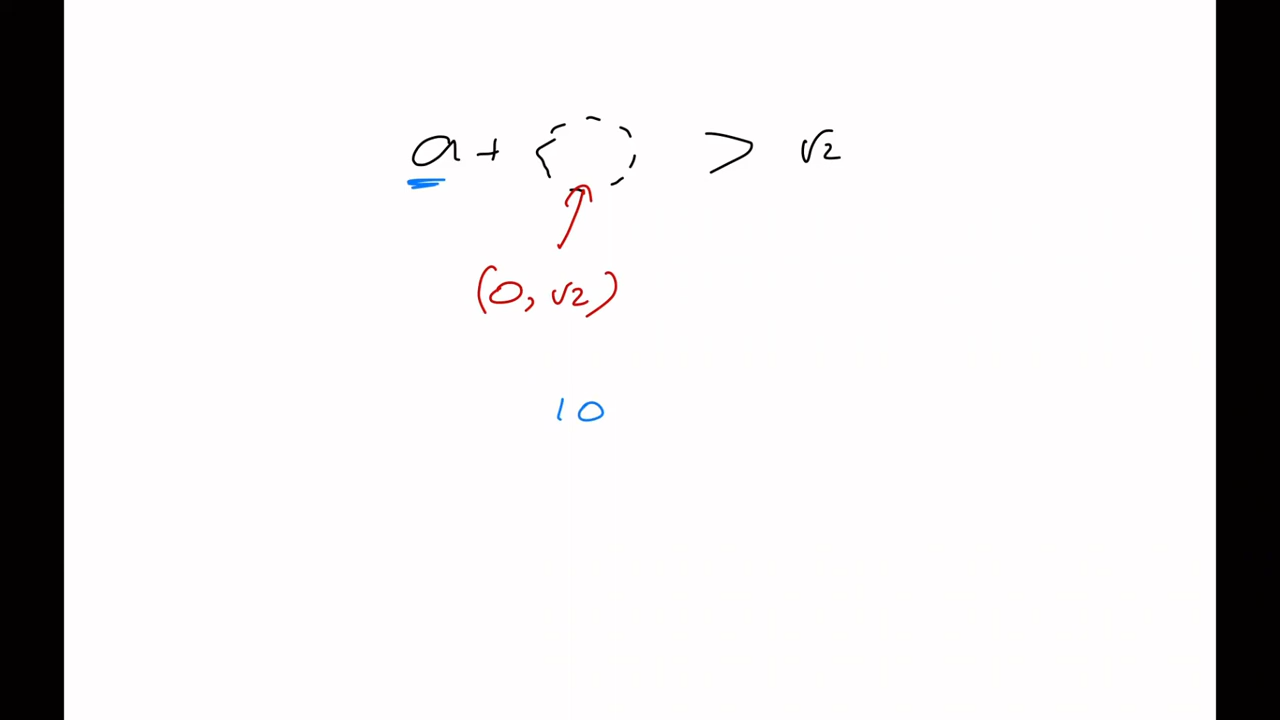 a + > √2
(0, √2)
10